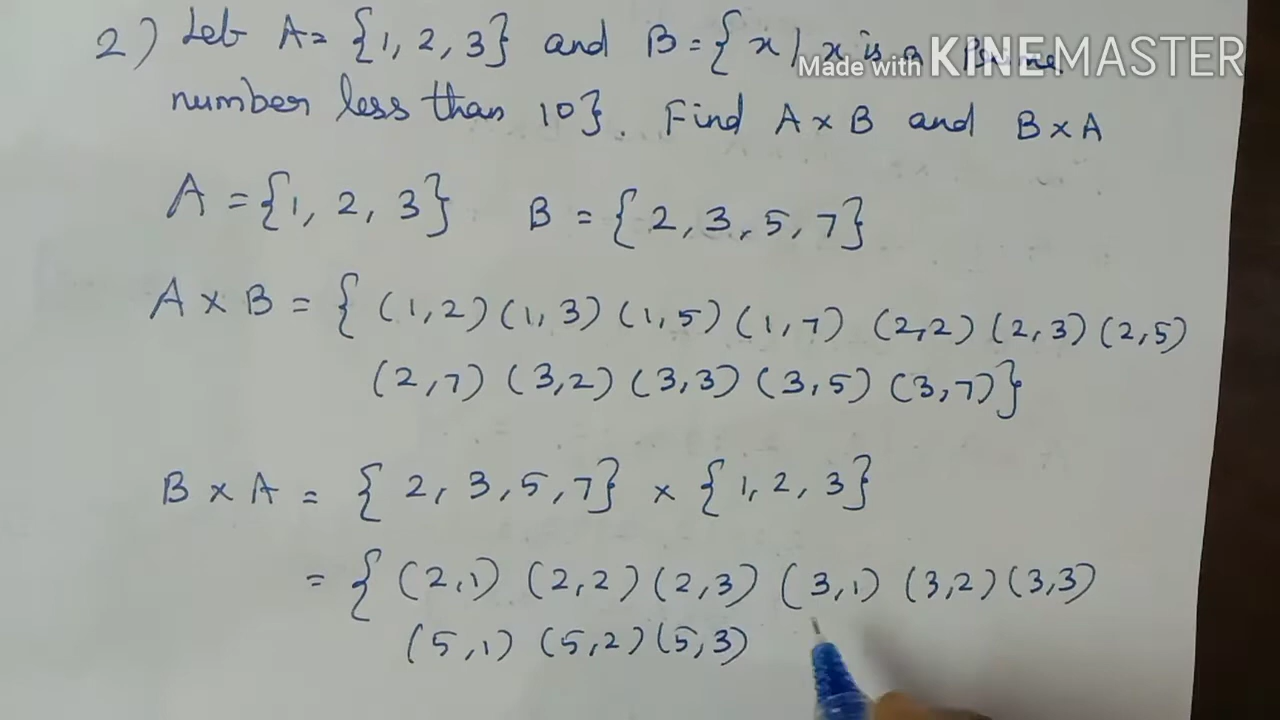 2) Let A = {1, 2, 3} and B = {x | x is a Prime
Made with KINEMASTER
number less than 10}. Find A × B and B × A
A = {1, 2, 3} B = {2, 3, 5, 7}
A × B = { (1,2) (1,3) (1,5) (1,7) (2,2) (2,3) (2,5)
(2,7) (3,2) (3,3) (3,5) (3,7)}
B × A = { 2, 3, 5, 7} × {1, 2, 3}
= { (2,1) (2,2) (2,3) (3,1) (3,2) (3,3)
(5,1) (5,2) (5,3)